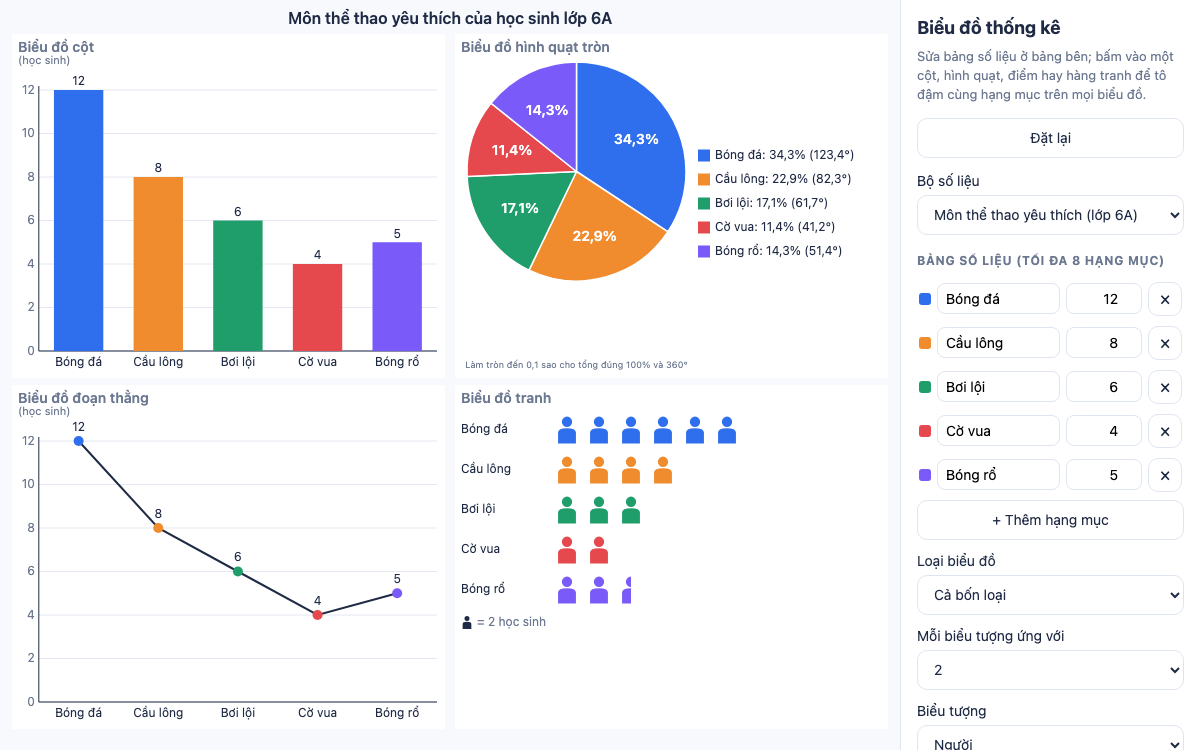 Môn thể thao yêu thích của học sinh lớp 6A
Biểu đồ cột
(học sinh)
12
10
8
6
4
2
0
12
8
6
4
5
Bóng đá
Cầu lông
Bơi lội
Cờ vua
Bóng rổ
Biểu đồ hình quạt tròn
34,3%
22,9%
17,1%
11,4%
14,3%
Bóng đá: 34,3% (123,4°)
Cầu lông: 22,9% (82,3°)
Bơi lội: 17,1% (61,7°)
Cờ vua: 11,4% (41,2°)
Bóng rổ: 14,3% (51,4°)
Làm tròn đến 0,1 sao cho tổng đúng 100% và 360°
Biểu đồ đoạn thẳng
(học sinh)
12
10
8
6
4
2
0
12
8
6
4
5
Bóng đá
Cầu lông
Bơi lội
Cờ vua
Bóng rổ
Biểu đồ tranh
Bóng đá
Cầu lông
Bơi lội
Cờ vua
Bóng rổ
= 2 học sinh
Biểu đồ thống kê
Sửa bảng số liệu ở bảng bên; bấm vào một
cột, hình quạt, điểm hay hàng tranh để tô
đậm cùng hạng mục trên mọi biểu đồ.
Đặt lại
Bộ số liệu
Môn thể thao yêu thích (lớp 6A)
BẢNG SỐ LIỆU (TỐI ĐA 8 HẠNG MỤC)
Bóng đá 12 ×
Cầu lông 8 ×
Bơi lội 6 ×
Cờ vua 4 ×
Bóng rổ 5 ×
+ Thêm hạng mục
Loại biểu đồ
Cả bốn loại
Mỗi biểu tượng ứng với
2
Biểu tượng
Người